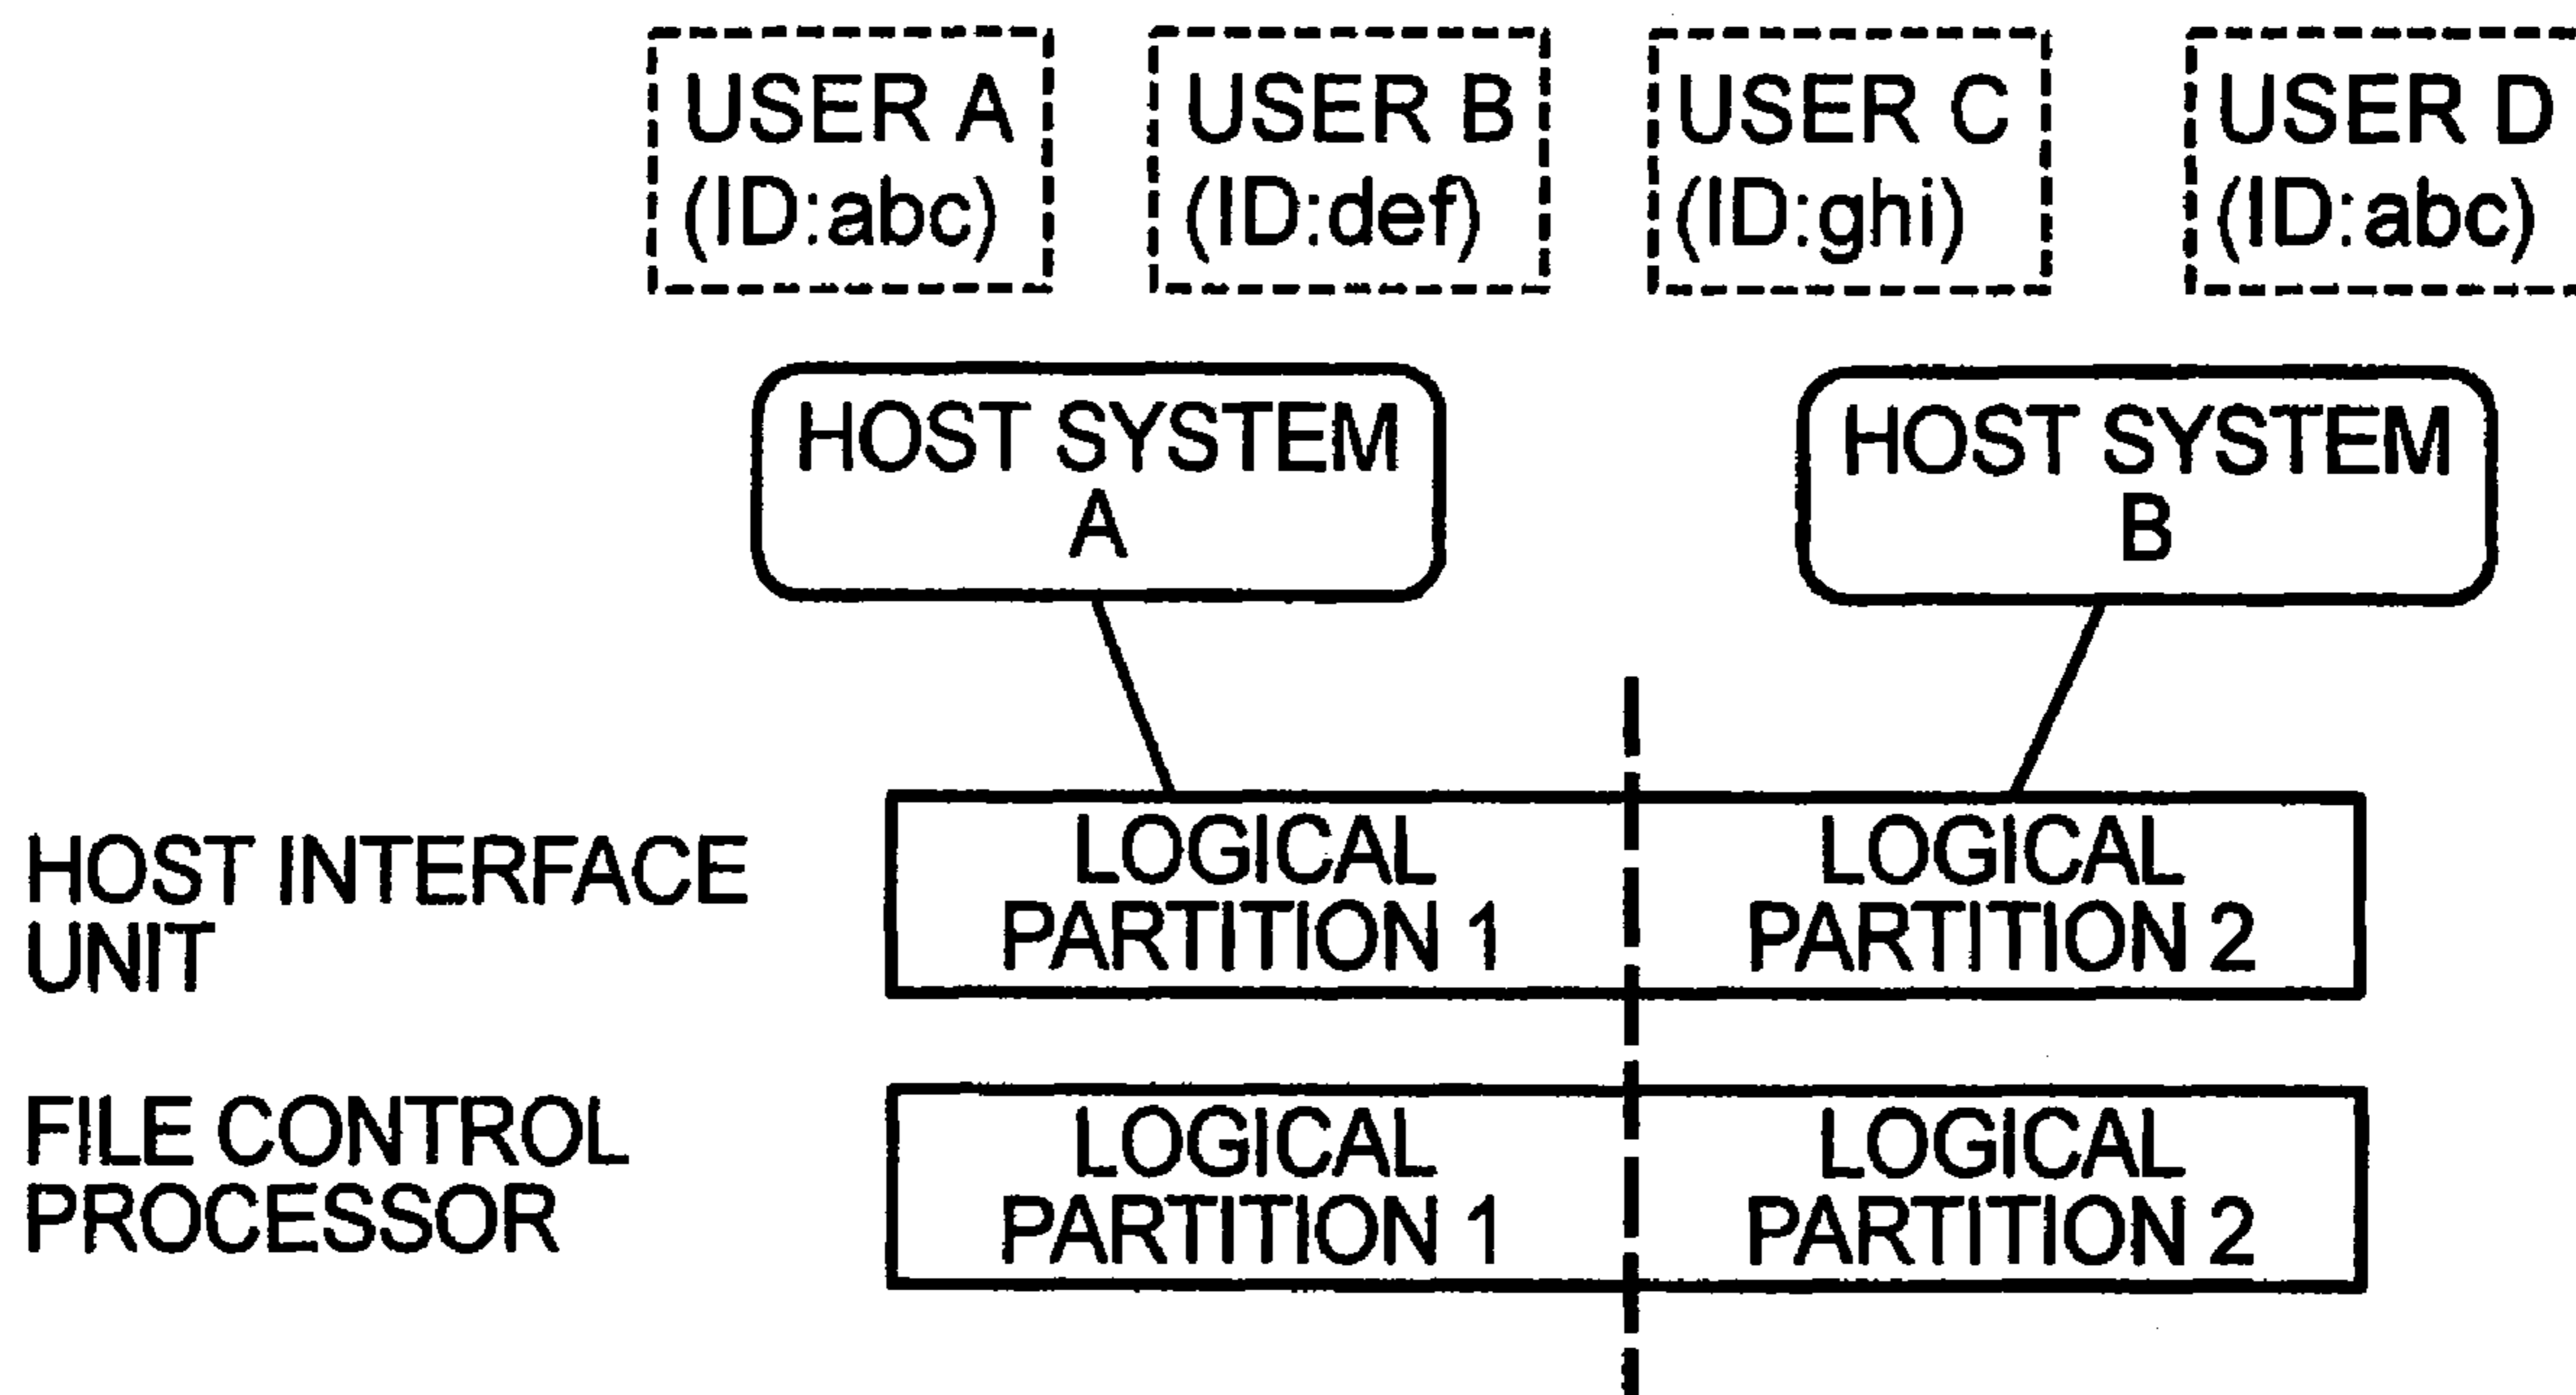 USER A
(ID:abc)
USER B
(ID:def)
USER C
(ID:ghi)
USER D
(ID:abc)
HOST SYSTEM
A
HOST SYSTEM
B
HOST INTERFACE
UNIT
LOGICAL
PARTITION 1
LOGICAL
PARTITION 2
FILE CONTROL
PROCESSOR
LOGICAL
PARTITION 1
LOGICAL
PARTITION 2